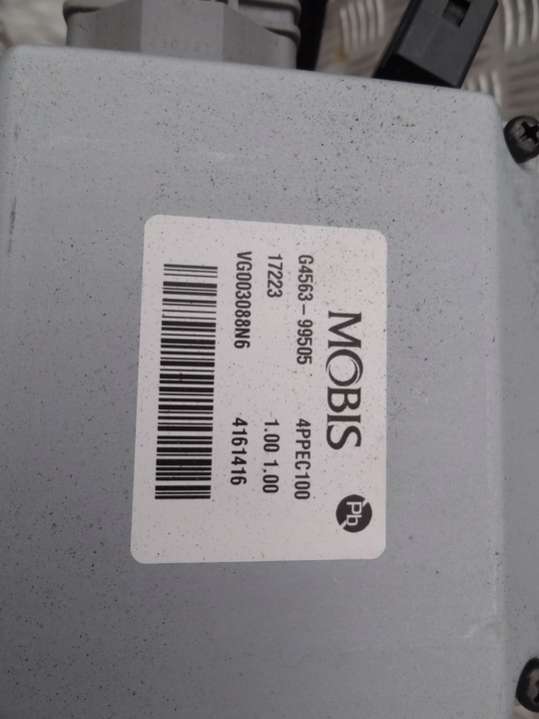 MOBIS
Pb
G4563-99505 4PPEC100
17223 1.00 1,00
VG003088N6 4161416